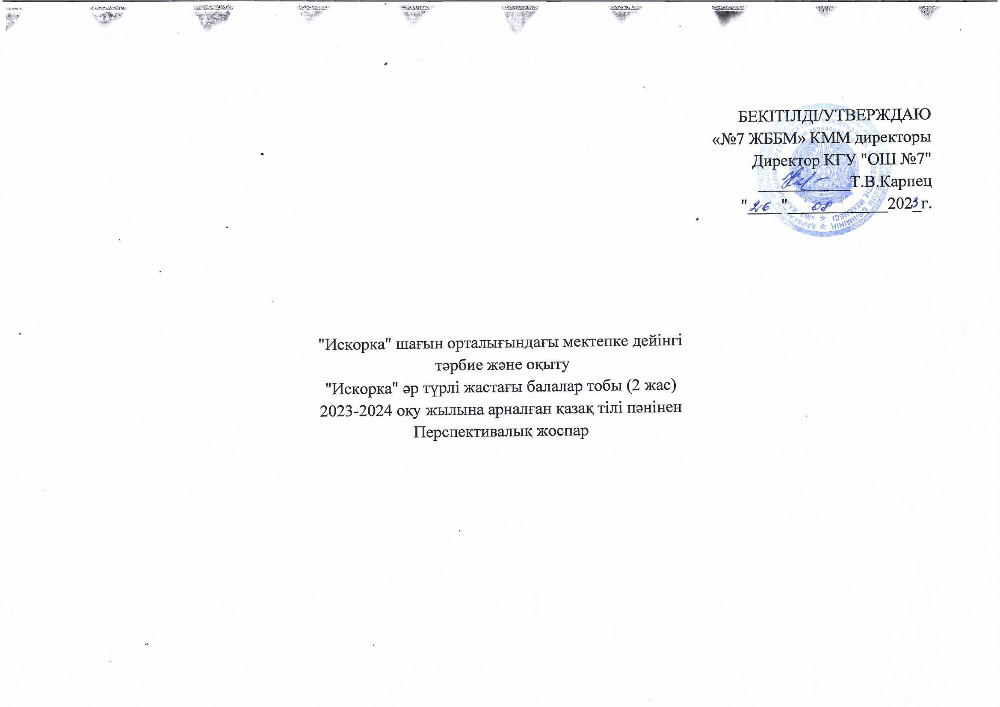 БЕКІТІЛДІ/УТВЕРЖДАЮ
«№7 ЖББМ» КММ директоры
Директор КГУ "ОШ №7"
___________Т.В.Карпец
"26" 08 2023 г.
"Искорка" шағын орталығындағы мектепке дейінгі
тәрбие және оқыту
"Искорка" әр түрлі жастағы балалар тобы (2 жас)
2023-2024 оқу жылына арналған қазақ тілі пәнінен
Перспективалық жоспар